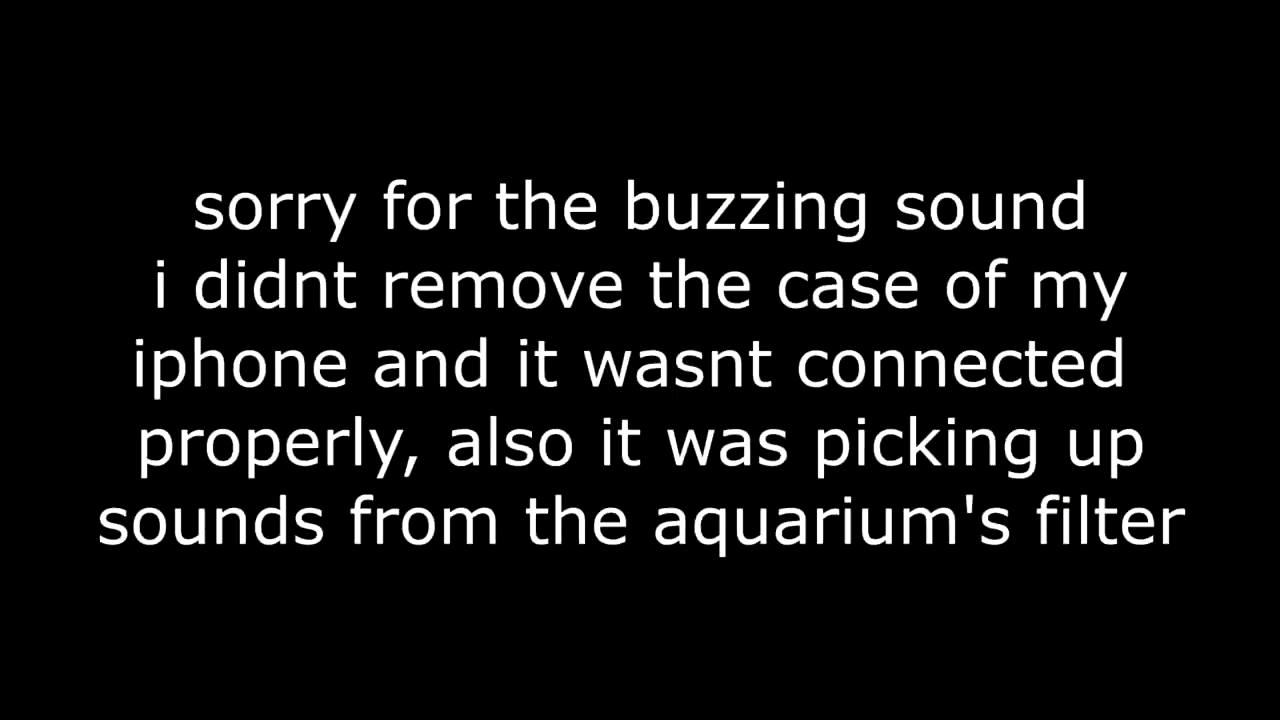 sorry for the buzzing sound
i didnt remove the case of my
iphone and it wasnt connected
properly, also it was picking up
sounds from the aquarium's filter